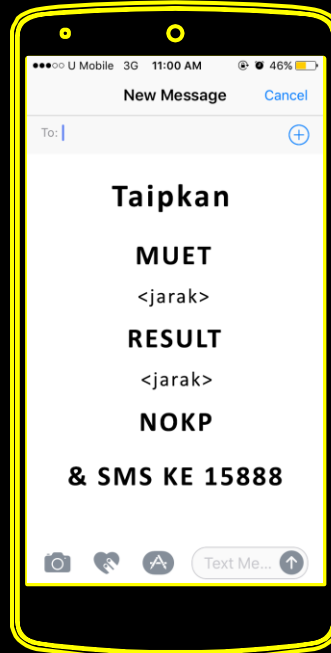 U Mobile 3G 11:00 AM 46%
New Message Cancel
To:
Taipkan
MUET
<jarak>
RESULT
<jarak>
NOKP
& SMS KE 15888
Text Me...